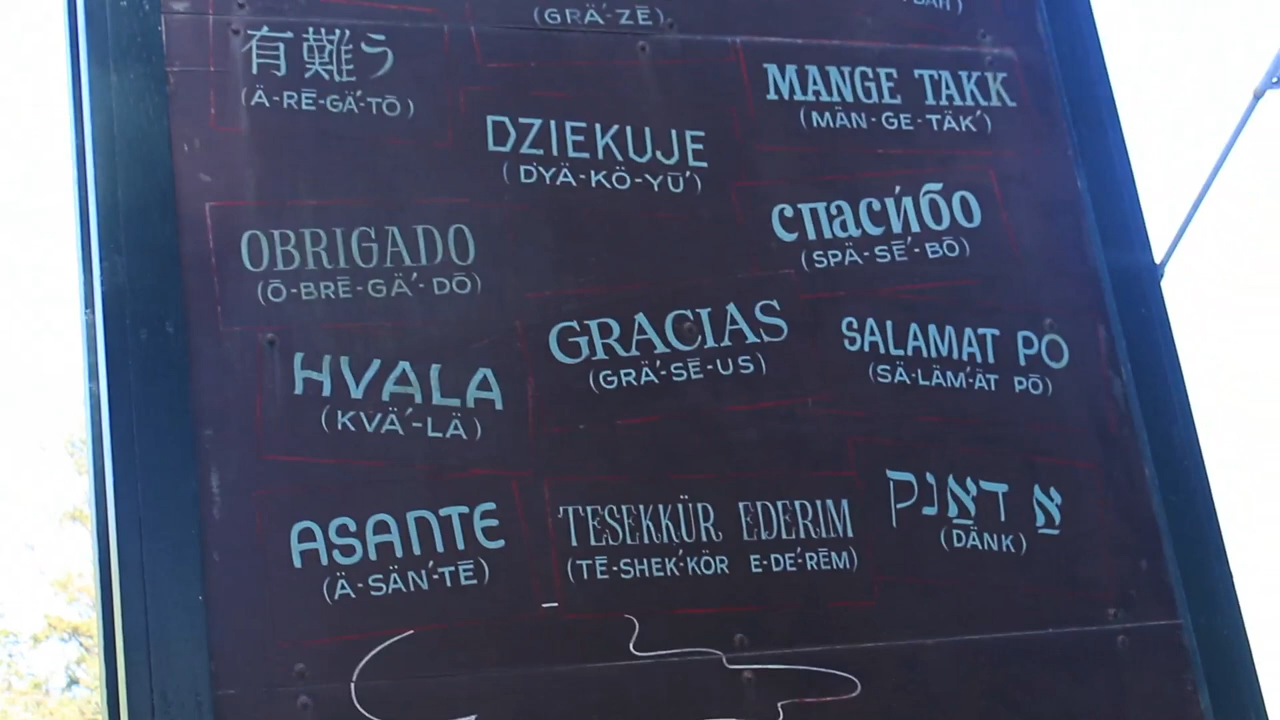 (GRÄ'-ZĒ)
有難う
(Ä-RĒ-GÄ'-TŌ)
MANGE TAKK
(MÄN-GE-TÄK')
DZIEKUJE
(DYÄ-KÖ-YŪ')
спаси́бо
(SPÄ-SĒ'-BŌ)
OBRIGADO
(Ō-BRĒ-GÄ'-DŌ)
GRACIAS
(GRÄ'-SĒ-US)
SALAMAT PO
(SÄ-LÄM'-ÄT PŌ)
HVALA
(KVÄ'-LÄ)
ASANTE
(Ä-SÄN'-TĒ)
TESEKKÜR EDERIM
(TĒ-SHEK'-KÖR E-DE'-RĒM)
אַ דאַנק
(DÄNK)